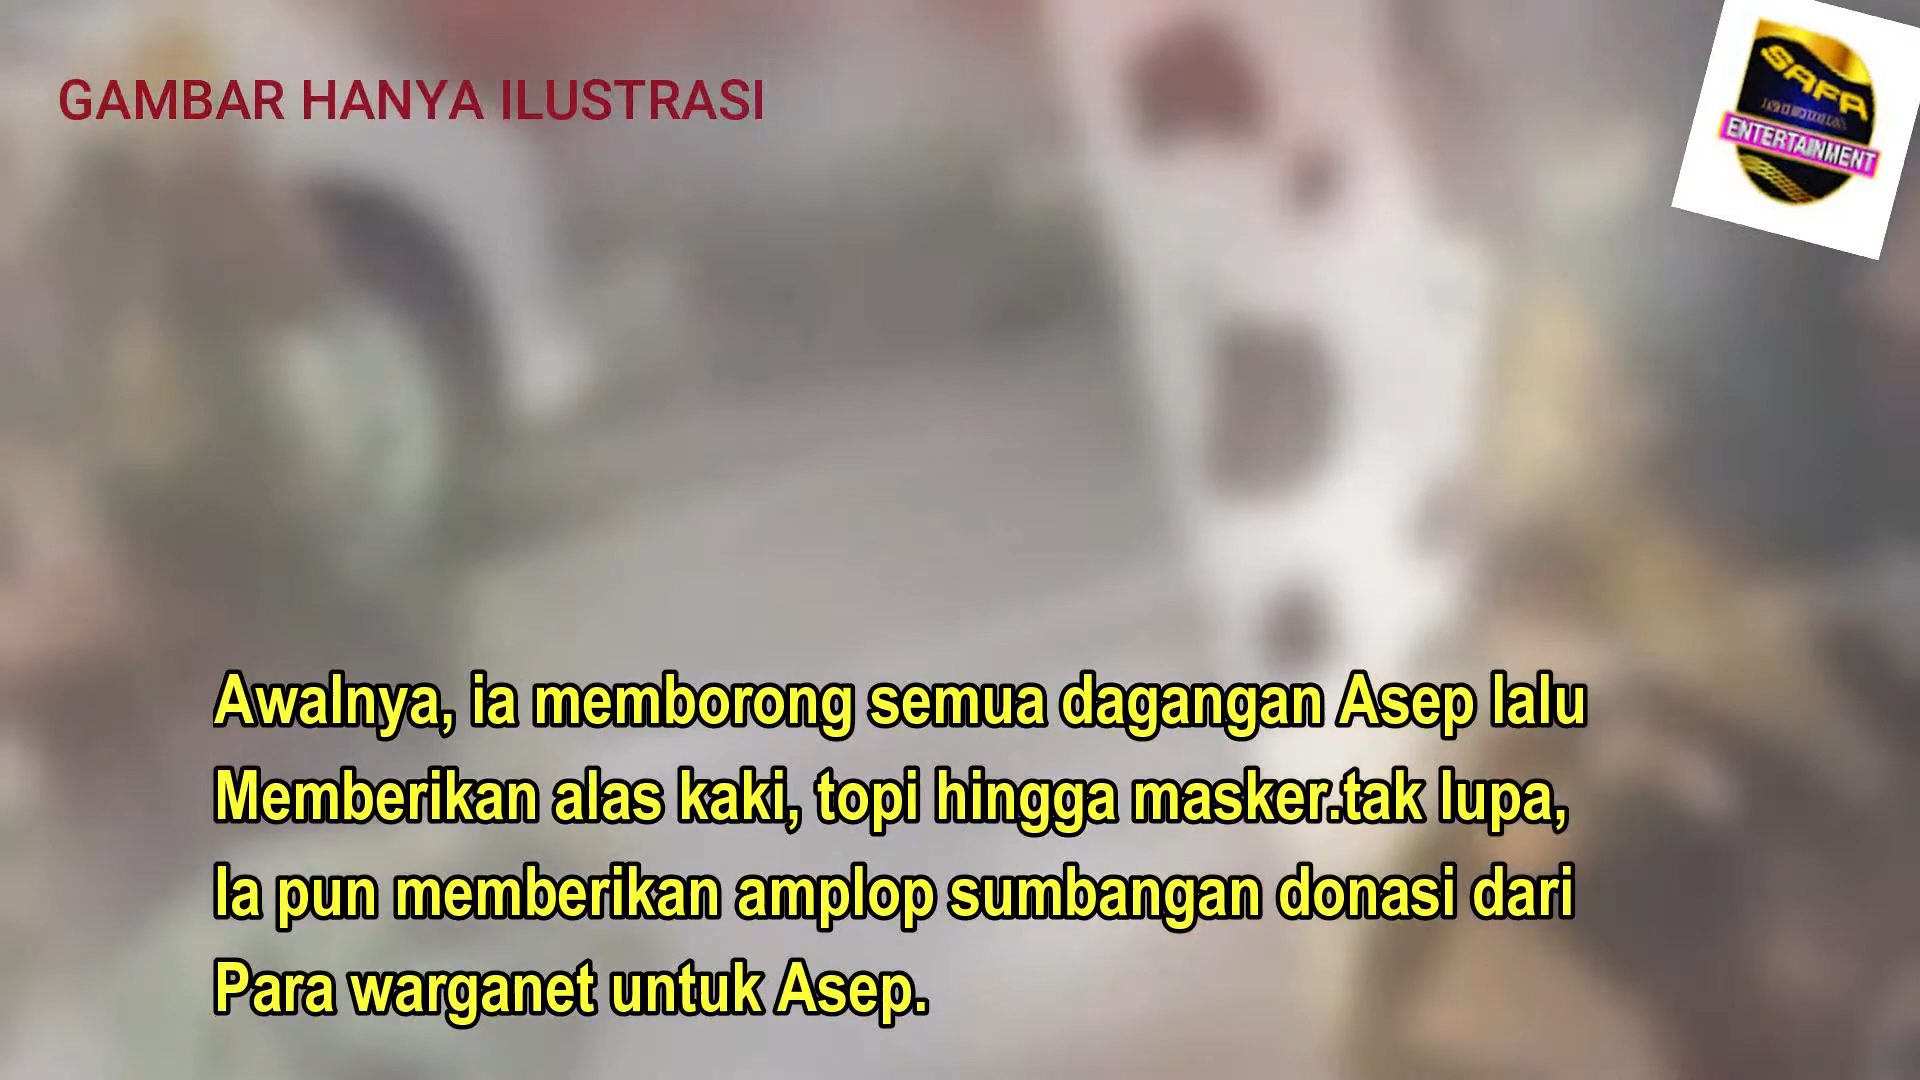 GAMBAR HANYA ILUSTRASI
SAFA
ENTERTAINMENT
Awalnya, ia memborong semua dagangan Asep lalu
Memberikan alas kaki, topi hingga masker.tak lupa,
Ia pun memberikan amplop sumbangan donasi dari
Para warganet untuk Asep.